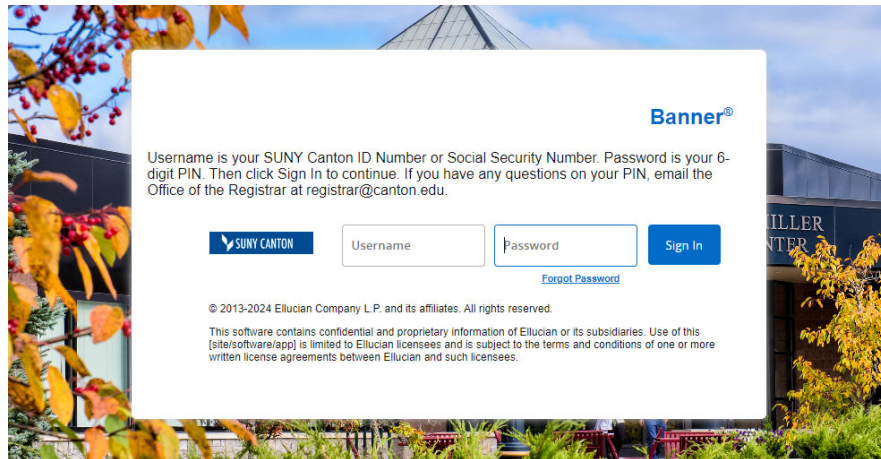 Banner®
Username is your SUNY Canton ID Number or Social Security Number. Password is your 6-
digit PIN. Then click Sign In to continue. If you have any questions on your PIN, email the
Office of the Registrar at registrar@canton.edu.
ILLER
NTER
SUNY CANTON
Username
Password
Sign In
Forgot Password
© 2013-2024 Ellucian Company L.P. and its affiliates. All rights reserved.
This software contains confidential and proprietary information of Ellucian or its subsidiaries. Use of this
[site/software/app] is limited to Ellucian licensees and is subject to the terms and conditions of one or more
written license agreements between Ellucian and such licensees.